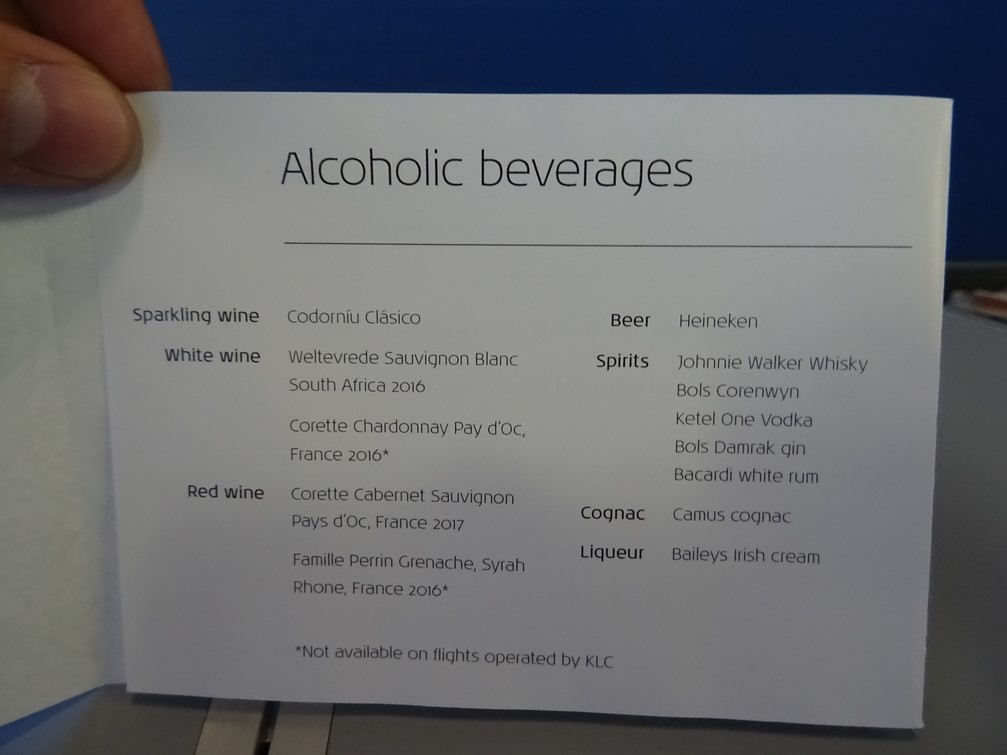 Alcoholic beverages
Sparkling wine Codorníu Clásico
White wine Weltevrede Sauvignon Blanc
South Africa 2016
Corette Chardonnay Pay d'Oc,
France 2016*
Red wine Corette Cabernet Sauvignon
Pays d'Oc, France 2017
Famille Perrin Grenache, Syrah
Rhone, France 2016*
Beer Heineken
Spirits Johnnie Walker Whisky
Bols Corenwyn
Ketel One Vodka
Bols Damrak gin
Bacardi white rum
Cognac Camus cognac
Liqueur Baileys Irish cream
*Not available on flights operated by KLC